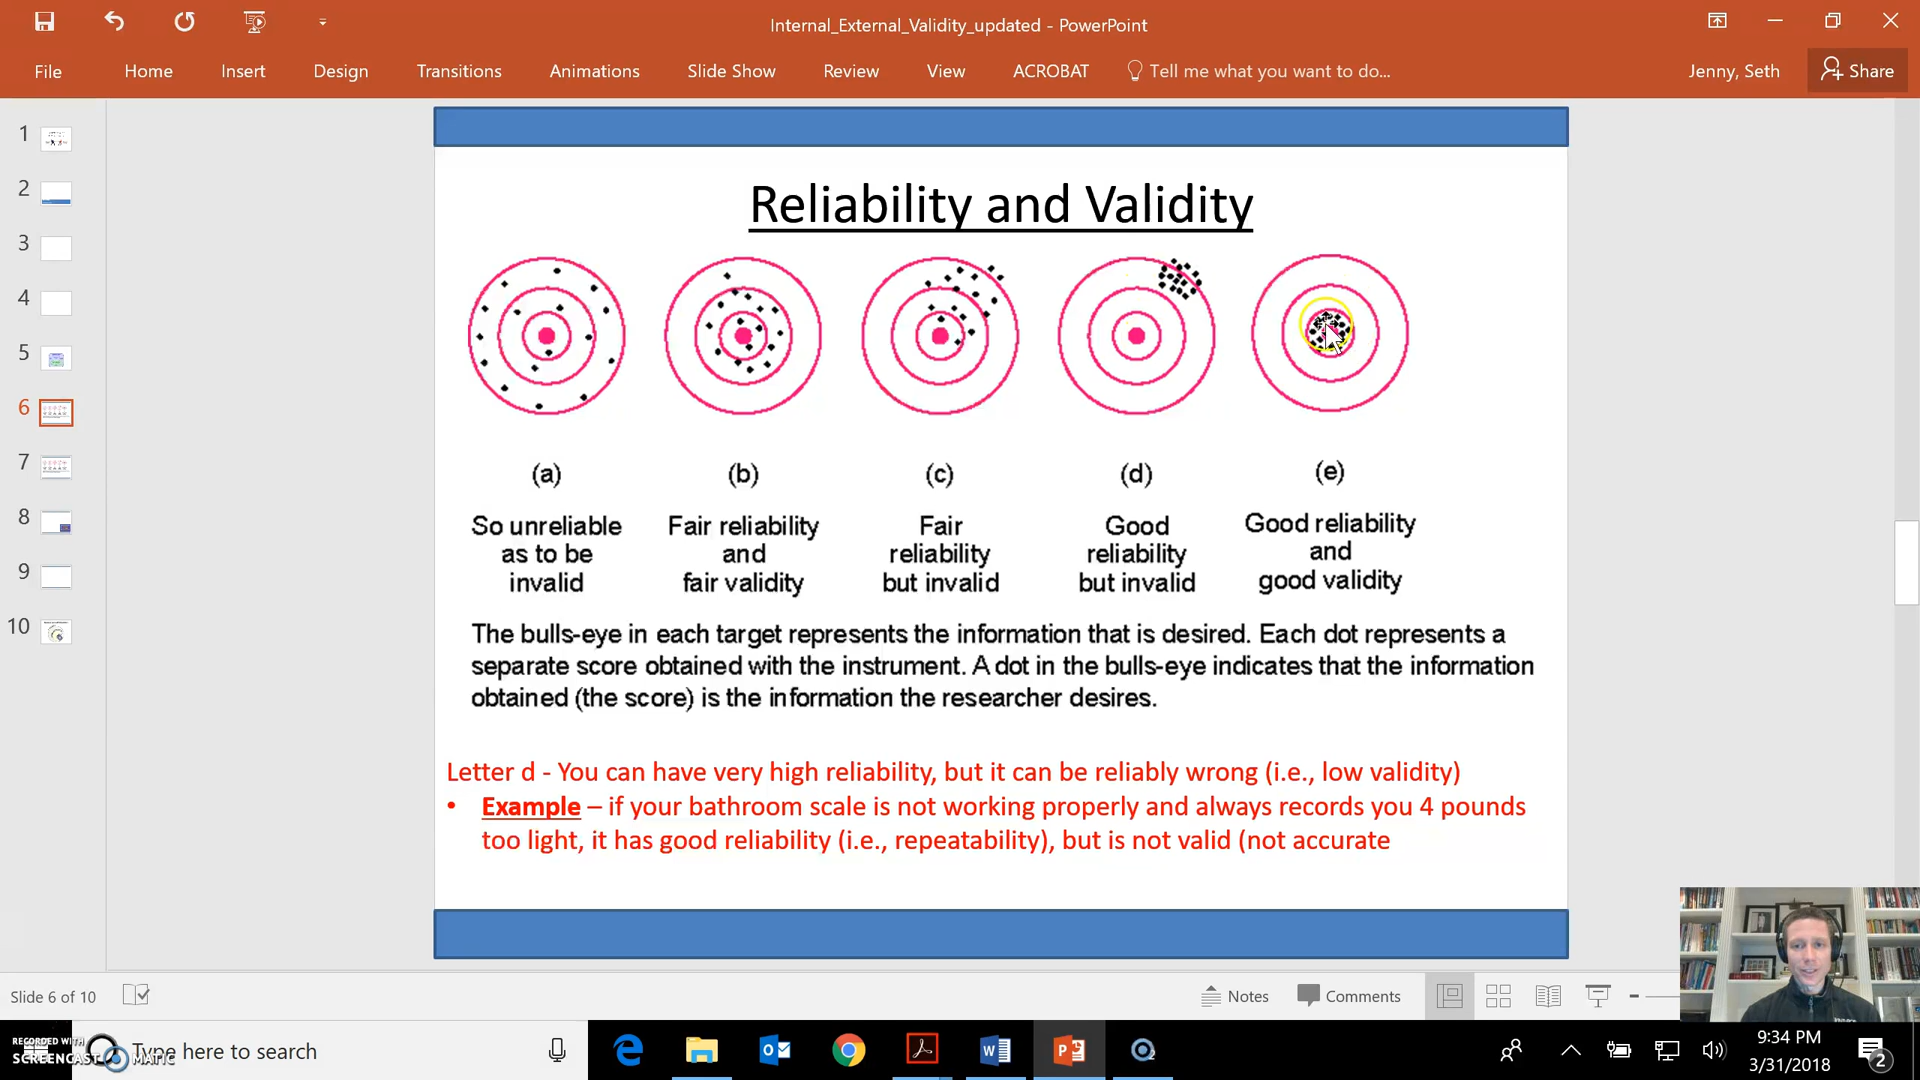 Internal_External_Validity_updated - PowerPoint
File Home Insert Design Transitions Animations Slide Show Review View ACROBAT Tell me what you want to do... Jenny, Seth Share
1
2
3
4
5
6
7
8
9
10
Reliability and Validity
(a) (b) (c) (d) (e)
So unreliable as to be invalid
Fair reliability and fair validity
Fair reliability but invalid
Good reliability but invalid
Good reliability and good validity
The bulls-eye in each target represents the information that is desired. Each dot represents a
separate score obtained with the instrument. A dot in the bulls-eye indicates that the information
obtained (the score) is the information the researcher desires.
Letter d - You can have very high reliability, but it can be reliably wrong (i.e., low validity)
• Example – if your bathroom scale is not working properly and always records you 4 pounds
too light, it has good reliability (i.e., repeatability), but is not valid (not accurate
Slide 6 of 10 Notes Comments
RECORDED WITH
SCREENCAST MATIC
Type here to search
9:34 PM
3/31/2018
2